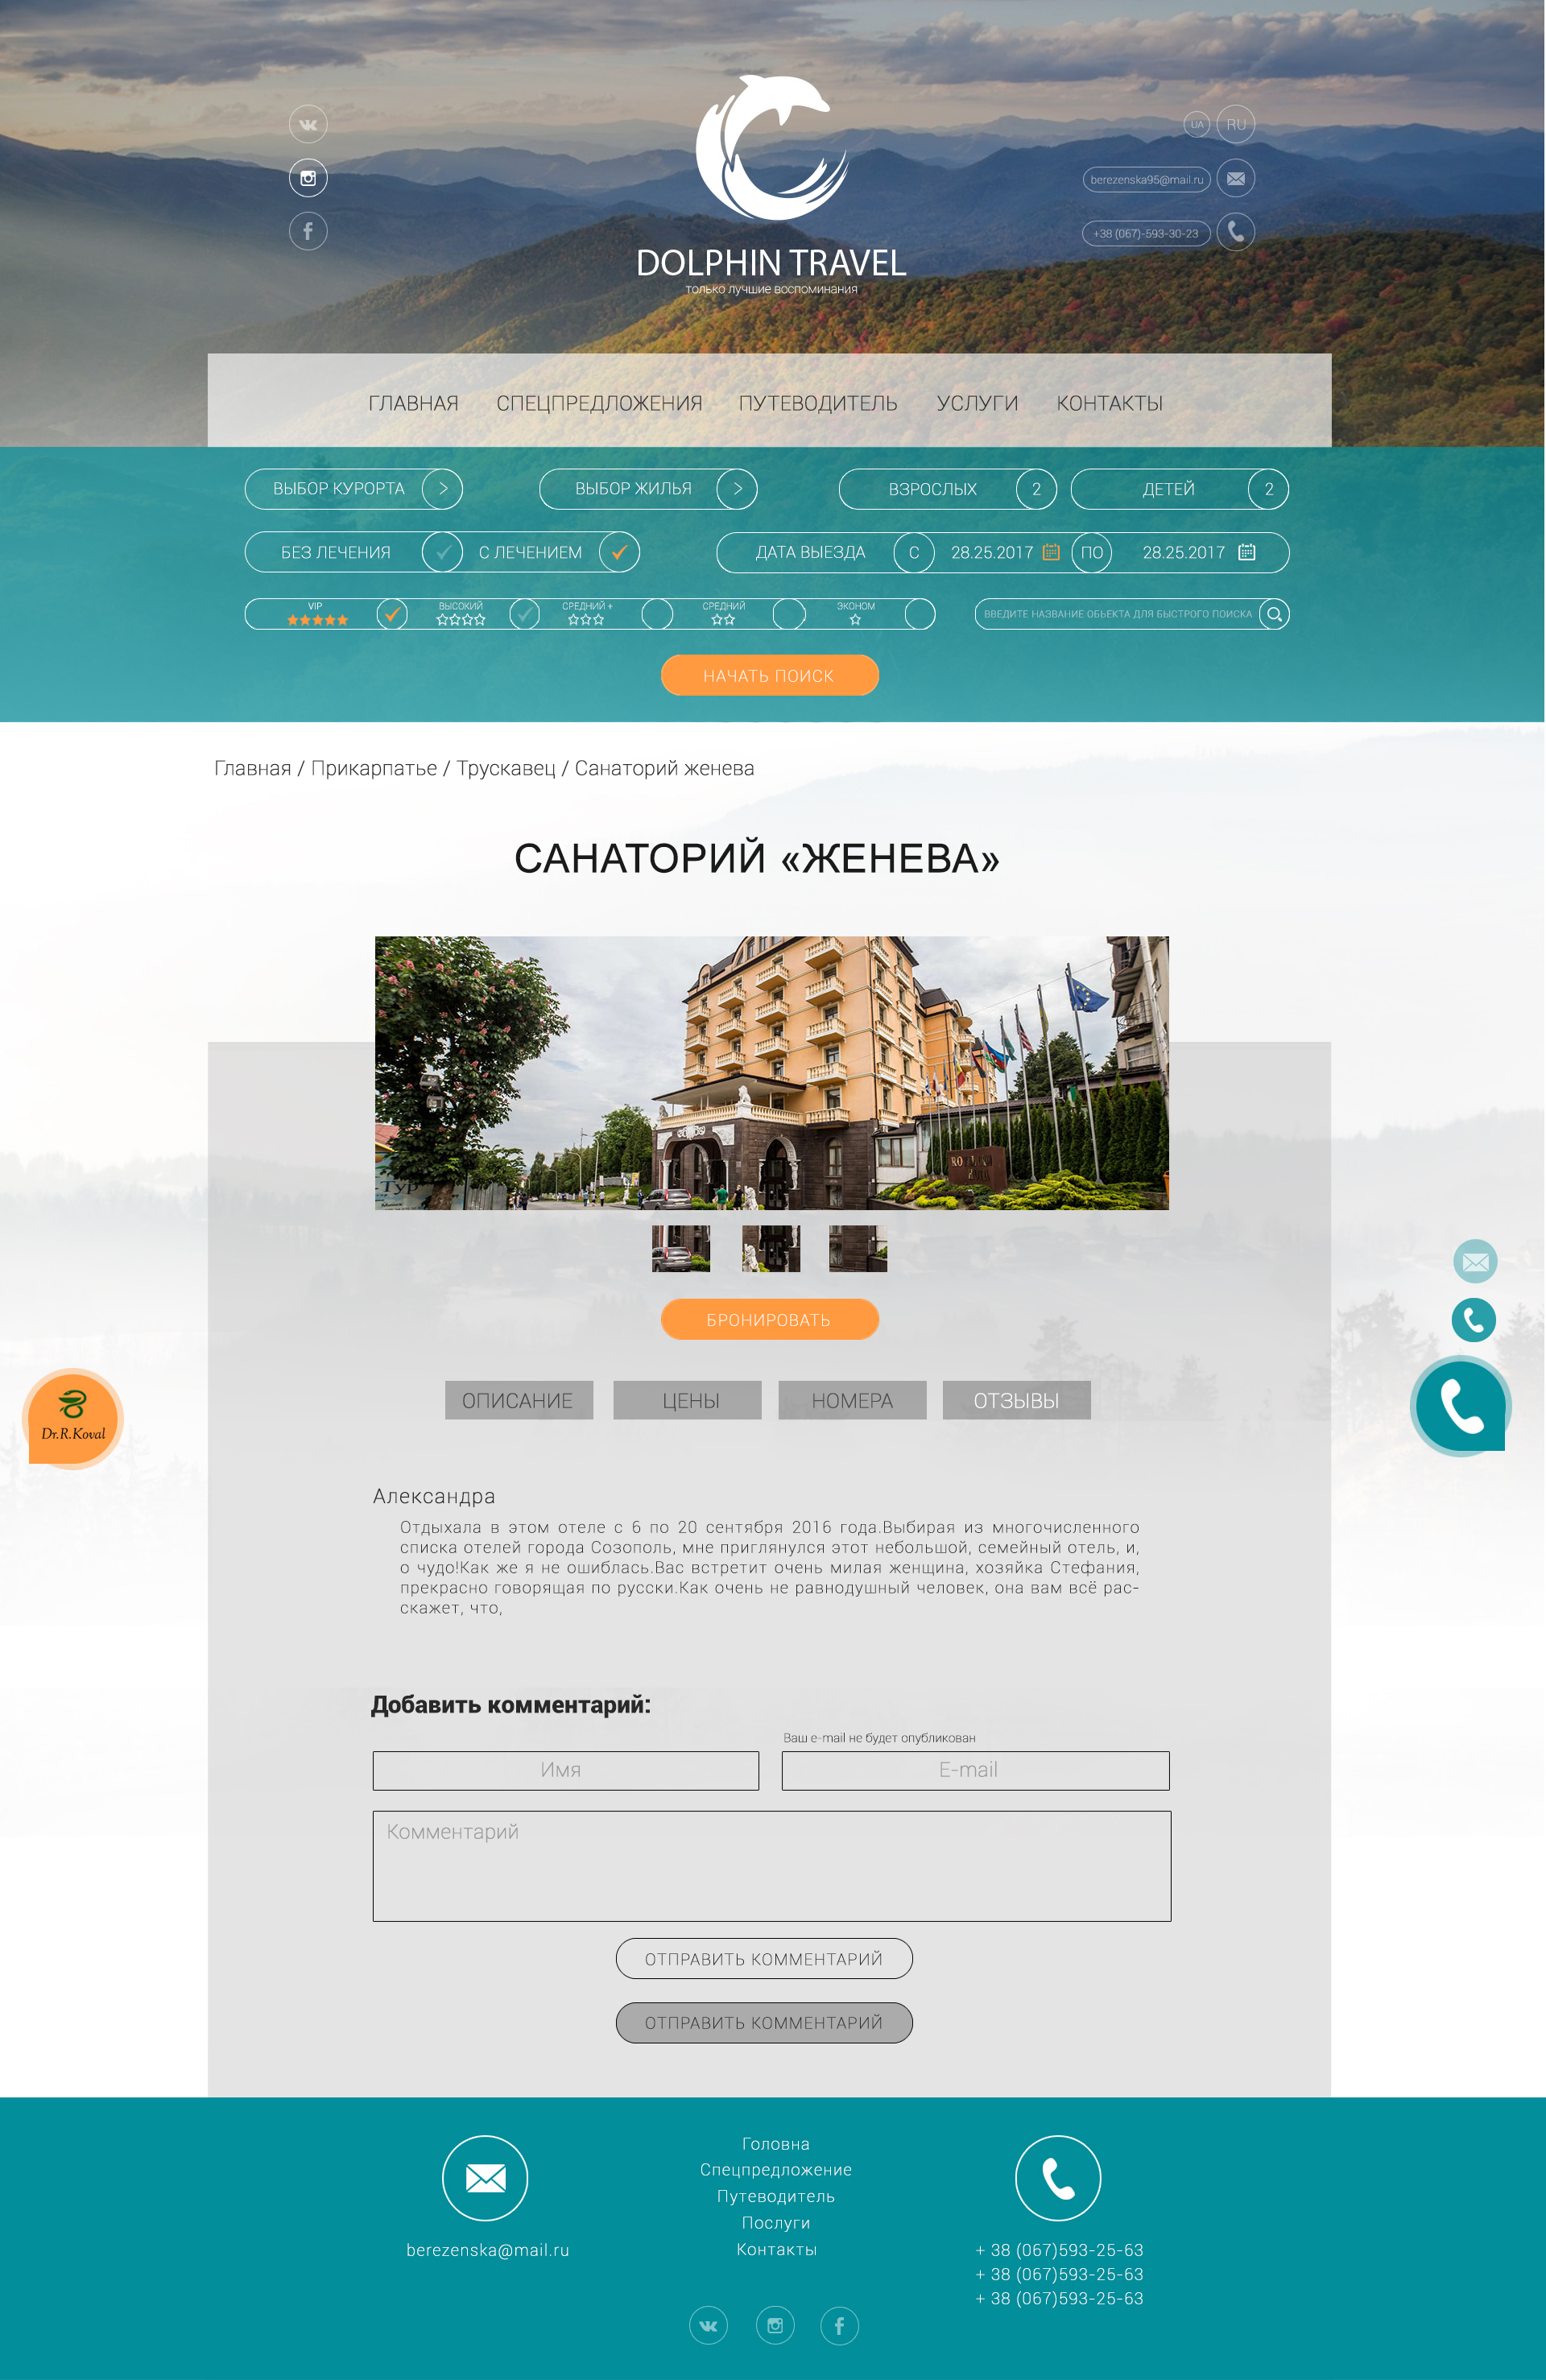 UA RU
berezenska95@mail.ru
+38 (067)-593-30-23
DOLPHIN TRAVEL
только лучшие воспоминания
ГЛАВНАЯ СПЕЦПРЕДЛОЖЕНИЯ ПУТЕВОДИТЕЛЬ УСЛУГИ КОНТАКТЫ
ВЫБОР КУРОРТА > ВЫБОР ЖИЛЬЯ > ВЗРОСЛЫХ 2 ДЕТЕЙ 2
БЕЗ ЛЕЧЕНИЯ С ЛЕЧЕНИЕМ ДАТА ВЫЕЗДА С 28.25.2017 ПО 28.25.2017
VIP ВЫСОКИЙ СРЕДНИЙ + СРЕДНИЙ ЭКОНОМ ВВЕДИТЕ НАЗВАНИЕ ОБЬЕКТА ДЛЯ БЫСТРОГО ПОИСКА
НАЧАТЬ ПОИСК
Главная / Прикарпатье / Трускавец / Санаторий женева
САНАТОРИЙ «ЖЕНЕВА»
Тур
БРОНИРОВАТЬ
Dr.R.Koval
ОПИСАНИЕ ЦЕНЫ НОМЕРА ОТЗЫВЫ
Александра
Отдыхала в этом отеле с 6 по 20 сентября 2016 года.Выбирая из многочисленного
списка отелей города Созополь, мне приглянулся этот небольшой, семейный отель, и,
о чудо!Как же я не ошиблась.Вас встретит очень милая женщина, хозяйка Стефания,
прекрасно говорящая по русски.Как очень не равнодушный человек, она вам всё рас-
скажет, что,
Добавить комментарий:
Ваш e-mail не будет опубликован
Имя E-mail
Комментарий
ОТПРАВИТЬ КОММЕНТАРИЙ
ОТПРАВИТЬ КОММЕНТАРИЙ
Головна
Спецпредложение
Путеводитель
Послуги
Контакты
berezenska@mail.ru
+ 38 (067)593-25-63
+ 38 (067)593-25-63
+ 38 (067)593-25-63